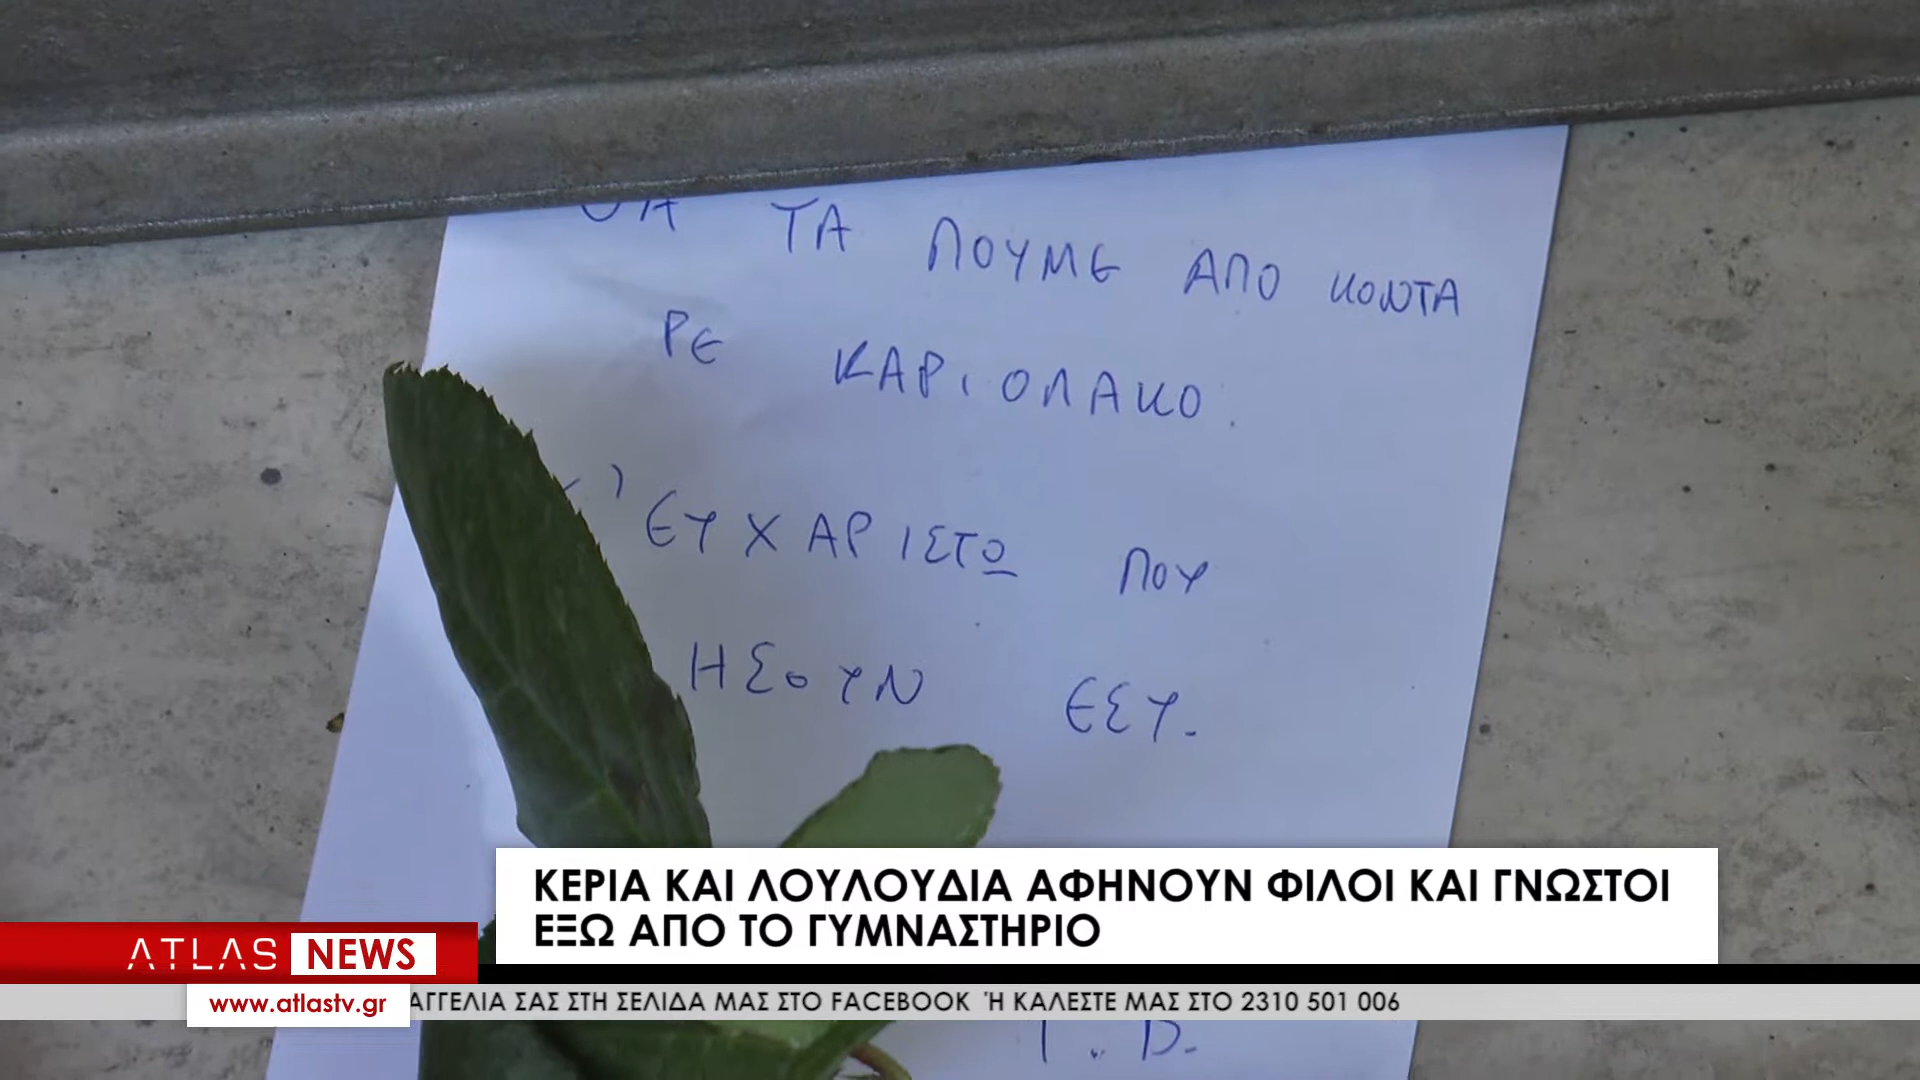 ΘΑ ΤΑ ΠΟΥΜΕ ΑΠΟ ΚΟΝΤΑ
ΡΕ ΚΑΡΙΟΛΑΚΟ.
ΕΥΧΑΡΙΣΤΩ ΠΟΥ
ΗΣΟΥΝ ΕΣΥ.
ΚΕΡΙΑ ΚΑΙ ΛΟΥΛΟΥΔΙΑ ΑΦΗΝΟΥΝ ΦΙΛΟΙ ΚΑΙ ΓΝΩΣΤΟΙ
ΕΞΩ ΑΠΟ ΤΟ ΓΥΜΝΑΣΤΗΡΙΟ
ATLAS NEWS
www.atlastv.gr
ΑΓΓΕΛΙΑ ΣΑΣ ΣΤΗ ΣΕΛΙΔΑ ΜΑΣ ΣΤΟ FACEBOOK Ή ΚΑΛΕΣΤΕ ΜΑΣ ΣΤΟ 2310 501 006